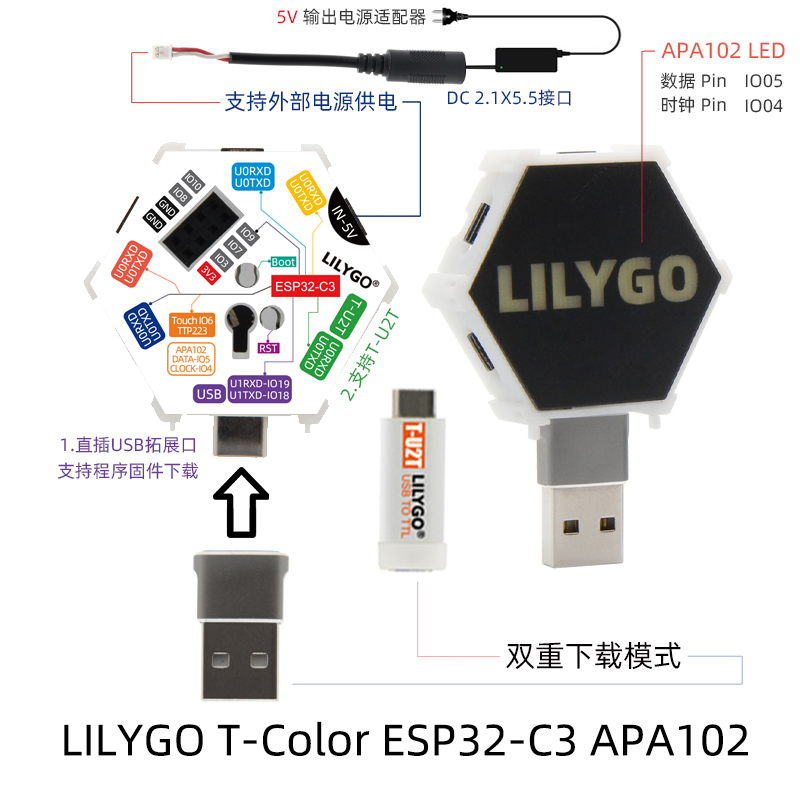 5V 输出电源适配器
APA102 LED
数据 Pin IO05
时钟 Pin IO04
支持外部电源供电
DC 2.1X5.5接口
IO10
IO8
GND
GND
U0RXD
U0TXD
U0RXD
U0TXD
IN-5V
IO9
IO7
IO3
3V3
LILYGO®
U0RXD
U0TXD
Boot
ESP32-C3
U0TXD
U0RXD
Touch IO6
TTP223
T-U2T
U0RXD
U0TXD
RST
APA102
DATA-IO5
CLOCK-IO4
USB
U1RXD-IO19
U1TXD-IO18
2.支持T-U2T
LILYGO
1.直插USB拓展口
支持程序固件下载
T-U2T
LILYGO®
USB TO TTL
双重下载模式
LILYGO T-Color ESP32-C3 APA102